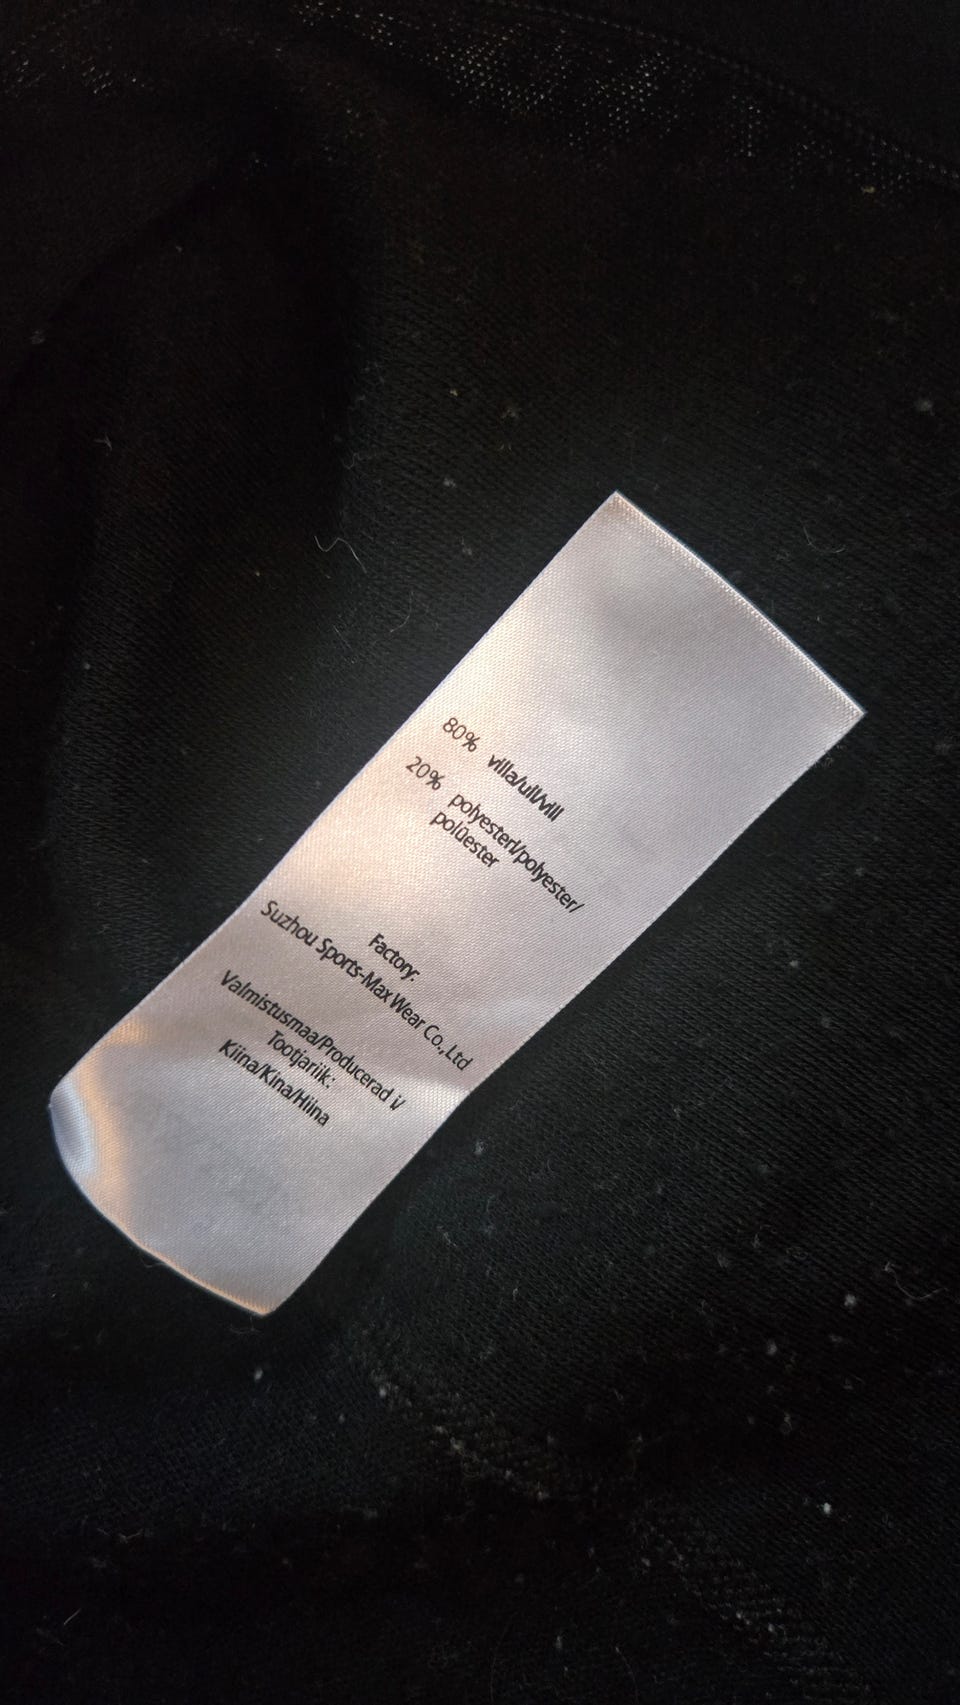 80% villa/ull/vill
20% polyesteri/polyester/
polüester
Factory:
Suzhou Sports-Max Wear Co.,Ltd
Valmistusmaa/Producerad i/
Tootjariik:
Kiina/Kina/Hiina